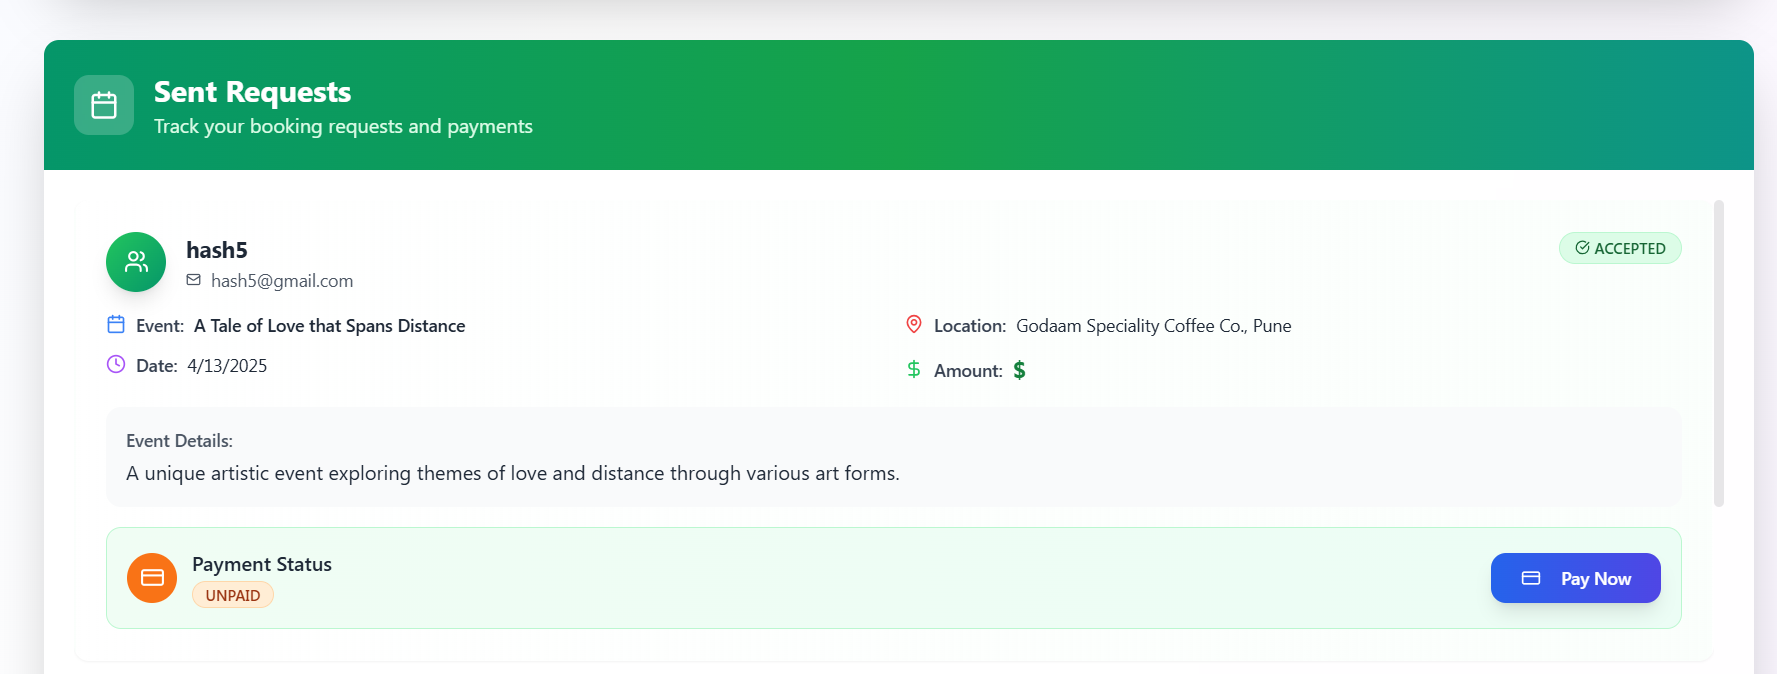 Sent Requests
Track your booking requests and payments
hash5
hash5@gmail.com
ACCEPTED
Event: A Tale of Love that Spans Distance
Location: Godaam Speciality Coffee Co., Pune
Date: 4/13/2025
Amount: $
Event Details:
A unique artistic event exploring themes of love and distance through various art forms.
Payment Status
UNPAID
Pay Now